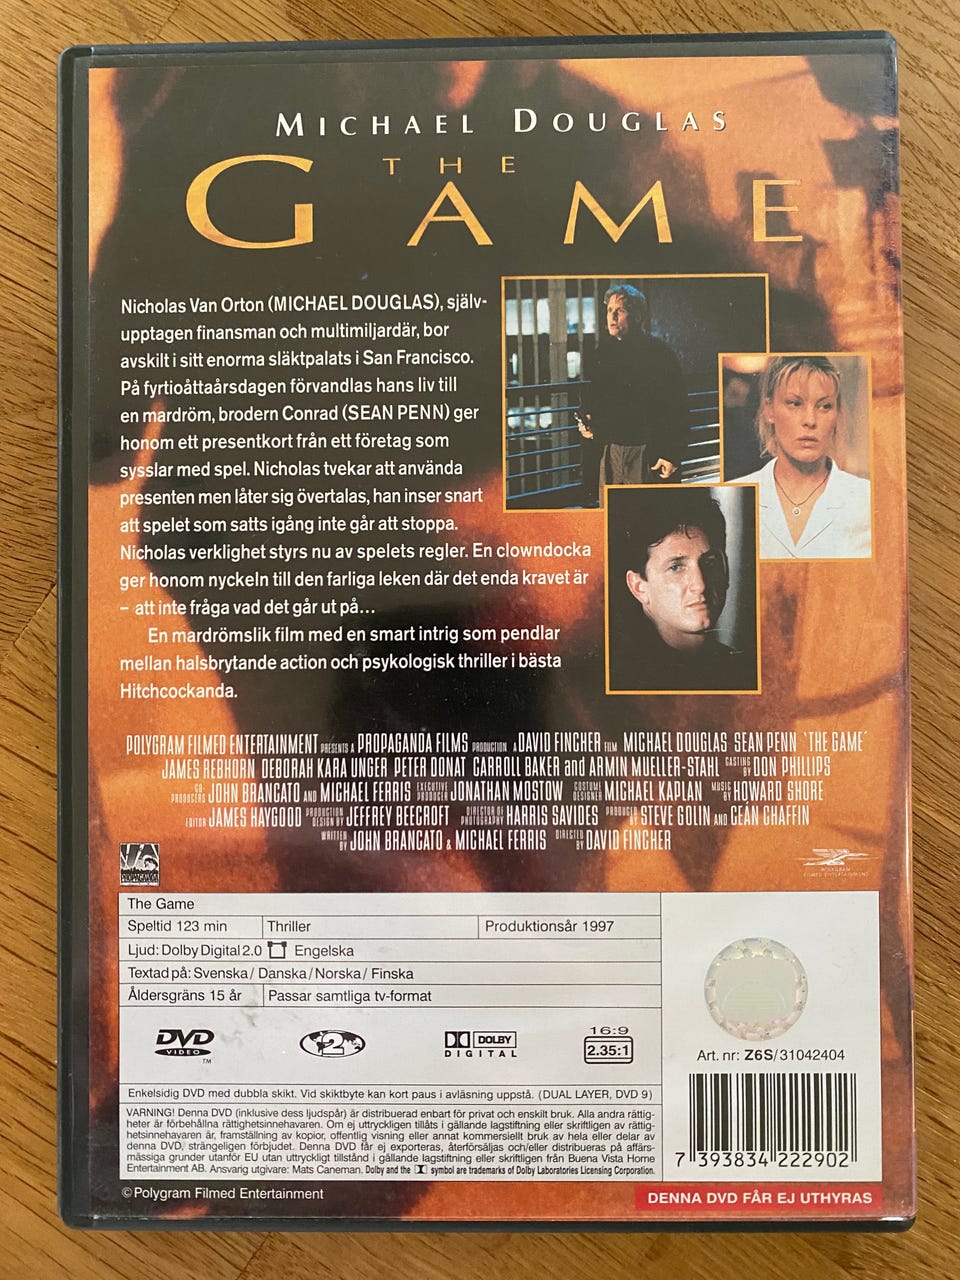 MICHAEL DOUGLAS
THE
GAME
Nicholas Van Orton (MICHAEL DOUGLAS), själv-
upptagen finansman och multimiljardär, bor
avskilt i sitt enorma släktpalats i San Francisco.
På fyrtioåttaårsdagen förvandlas hans liv till
en mardröm, brodern Conrad (SEAN PENN) ger
honom ett presentkort från ett företag som
sysslar med spel. Nicholas tvekar att använda
presenten men låter sig övertalas, han inser snart
att spelet som satts igång inte går att stoppa.
Nicholas verklighet styrs nu av spelets regler. En clowndocka
ger honom nyckeln till den farliga leken där det enda kravet är
– att inte fråga vad det går ut på...
En mardrömslik film med en smart intrig som pendlar
mellan halsbrytande action och psykologisk thriller i bästa
Hitchcockanda.
POLYGRAM FILMED ENTERTAINMENT PRESENTS A PROPAGANDA FILMS PRODUCTION A DAVID FINCHER FILM MICHAEL DOUGLAS SEAN PENN 'THE GAME'
JAMES REBHORN DEBORAH KARA UNGER PETER DONAT CARROLL BAKER and ARMIN MUELLER-STAHL CASTING BY DON PHILLIPS
CO-PRODUCERS JOHN BRANCATO AND MICHAEL FERRIS EXECUTIVE PRODUCER JONATHAN MOSTOW COSTUME DESIGNER MICHAEL KAPLAN MUSIC BY HOWARD SHORE
EDITOR JAMES HAYGOOD PRODUCTION DESIGN BY JEFFREY BEECROFT DIRECTOR OF PHOTOGRAPHY HARRIS SAVIDES PRODUCED BY STEVE GOLIN AND CEÁN CHAFFIN
WRITTEN BY JOHN BRANCATO & MICHAEL FERRIS DIRECTED BY DAVID FINCHER
PROPAGANDA
POLYGRAM
FILMED ENTERTAINMENT
The Game
Speltid 123 min Thriller Produktionsår 1997
Ljud: Dolby Digital 2.0 Engelska
Textad på: Svenska / Danska / Norska / Finska
Åldersgräns 15 år Passar samtliga tv-format
DVD VIDEO TM
2
DOLBY DIGITAL
16:9
2.35:1
Art. nr: Z6S/31042404
Enkelsidig DVD med dubbla skikt. Vid skiktbyte kan kort paus i avläsning uppstå. (DUAL LAYER, DVD 9)
VARNING! Denna DVD (inklusive dess ljudspår) är distribuerad enbart för privat och enskilt bruk. Alla andra rättig-
heter är förbehållna rättighetsinnehavaren. Om ej uttryckligen tillåts i gällande lagstiftning eller skriftligen av rättig-
hetsinnehavaren är, framställning av kopior, offentlig visning eller annat kommersiellt bruk av hela eller delar av
denna DVD, strängeligen förbjudet. Denna DVD får ej exporteras, återförsäljas och/eller distribueras på affärs-
mässiga grunder utanför EU utan uttryckligt tillstånd i gällande lagstiftning eller skriftligen från Buena Vista Home
Entertainment AB. Ansvarig utgivare: Mats Caneman. Dolby and the symbol are trademarks of Dolby Laboratories Licensing Corporation.
7 393834 222902
© Polygram Filmed Entertainment
DENNA DVD FÅR EJ UTHYRAS